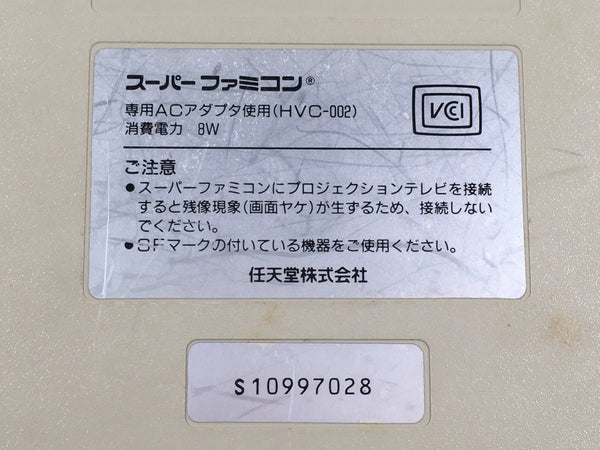 スーパーファミコン®
専用ACアダプタ使用(HVC-002)
消費電力 8W
VCCI
ご注意
●スーパーファミコンにプロジェクションテレビを接続
すると残像現象(画面ヤケ)が生ずるため、接続しない
でください。
●SFマークの付いている機器をご使用ください。
任天堂株式会社
S10997028